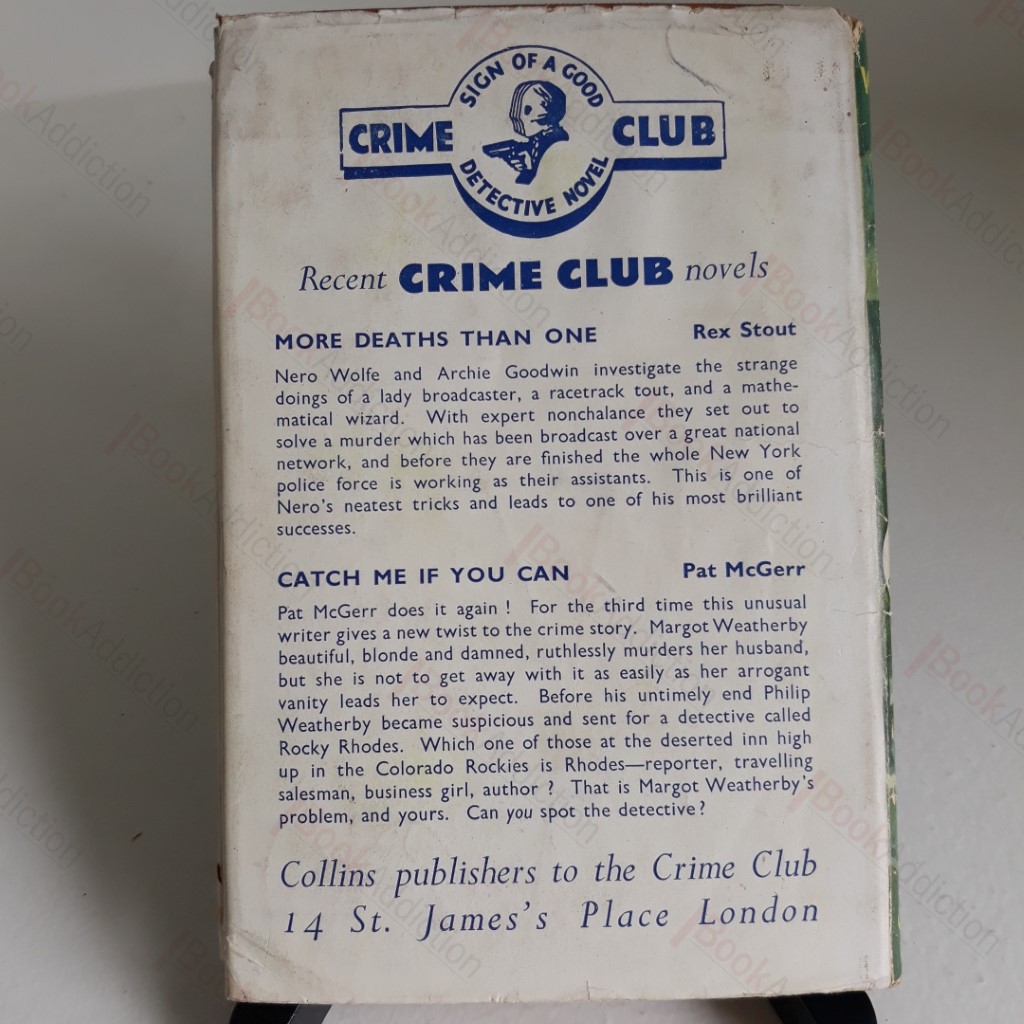 SIGN OF A GOOD
CRIME CLUB
DETECTIVE NOVEL
Recent CRIME CLUB novels
MORE DEATHS THAN ONE Rex Stout
Nero Wolfe and Archie Goodwin investigate the strange
doings of a lady broadcaster, a racetrack tout, and a mathe-
matical wizard. With expert nonchalance they set out to
solve a murder which has been broadcast over a great national
network, and before they are finished the whole New York
police force is working as their assistants. This is one of
Nero's neatest tricks and leads to one of his most brilliant
successes.
CATCH ME IF YOU CAN Pat McGerr
Pat McGerr does it again ! For the third time this unusual
writer gives a new twist to the crime story. Margot Weatherby
beautiful, blonde and damned, ruthlessly murders her husband,
but she is not to get away with it as easily as her arrogant
vanity leads her to expect. Before his untimely end Philip
Weatherby became suspicious and sent for a detective called
Rocky Rhodes. Which one of those at the deserted inn high
up in the Colorado Rockies is Rhodes—reporter, travelling
salesman, business girl, author ? That is Margot Weatherby's
problem, and yours. Can you spot the detective?
Collins publishers to the Crime Club
14 St. James's Place London
BookAddiction